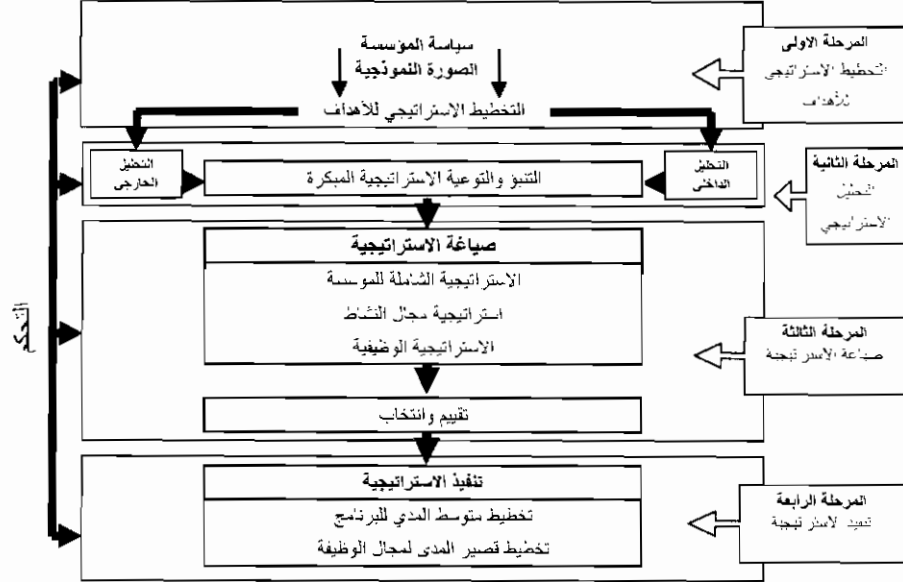 سياسة المؤسسة
الصورة النموذجية
التخطيط الاستراتيجي للأهداف
المرحلة الاولى
التخطيط الاستراتيجي
للأهداف
التحليل
الخارجي
التنبؤ والتوعية الاستراتيجية المبكرة
التحليل
الداخلي
المرحلة الثانية
التحليل
الاستراتيجي
صياغة الاستراتيجية
الاستراتيجية الشاملة للموسسة
استراتيجية مجال النشاط
الاستراتيجية الوظيفية
تقييم وانتخاب
المرحلة الثالثة
صياغة الاستراتيجية
التحكم
تنفيذ الاستراتيجية
تخطيط متوسط المدي للبرنامج
تخطيط قصير المدى لمجال الوظيفة
المرحلة الرابعة
تنفيذ الاستراتيجية